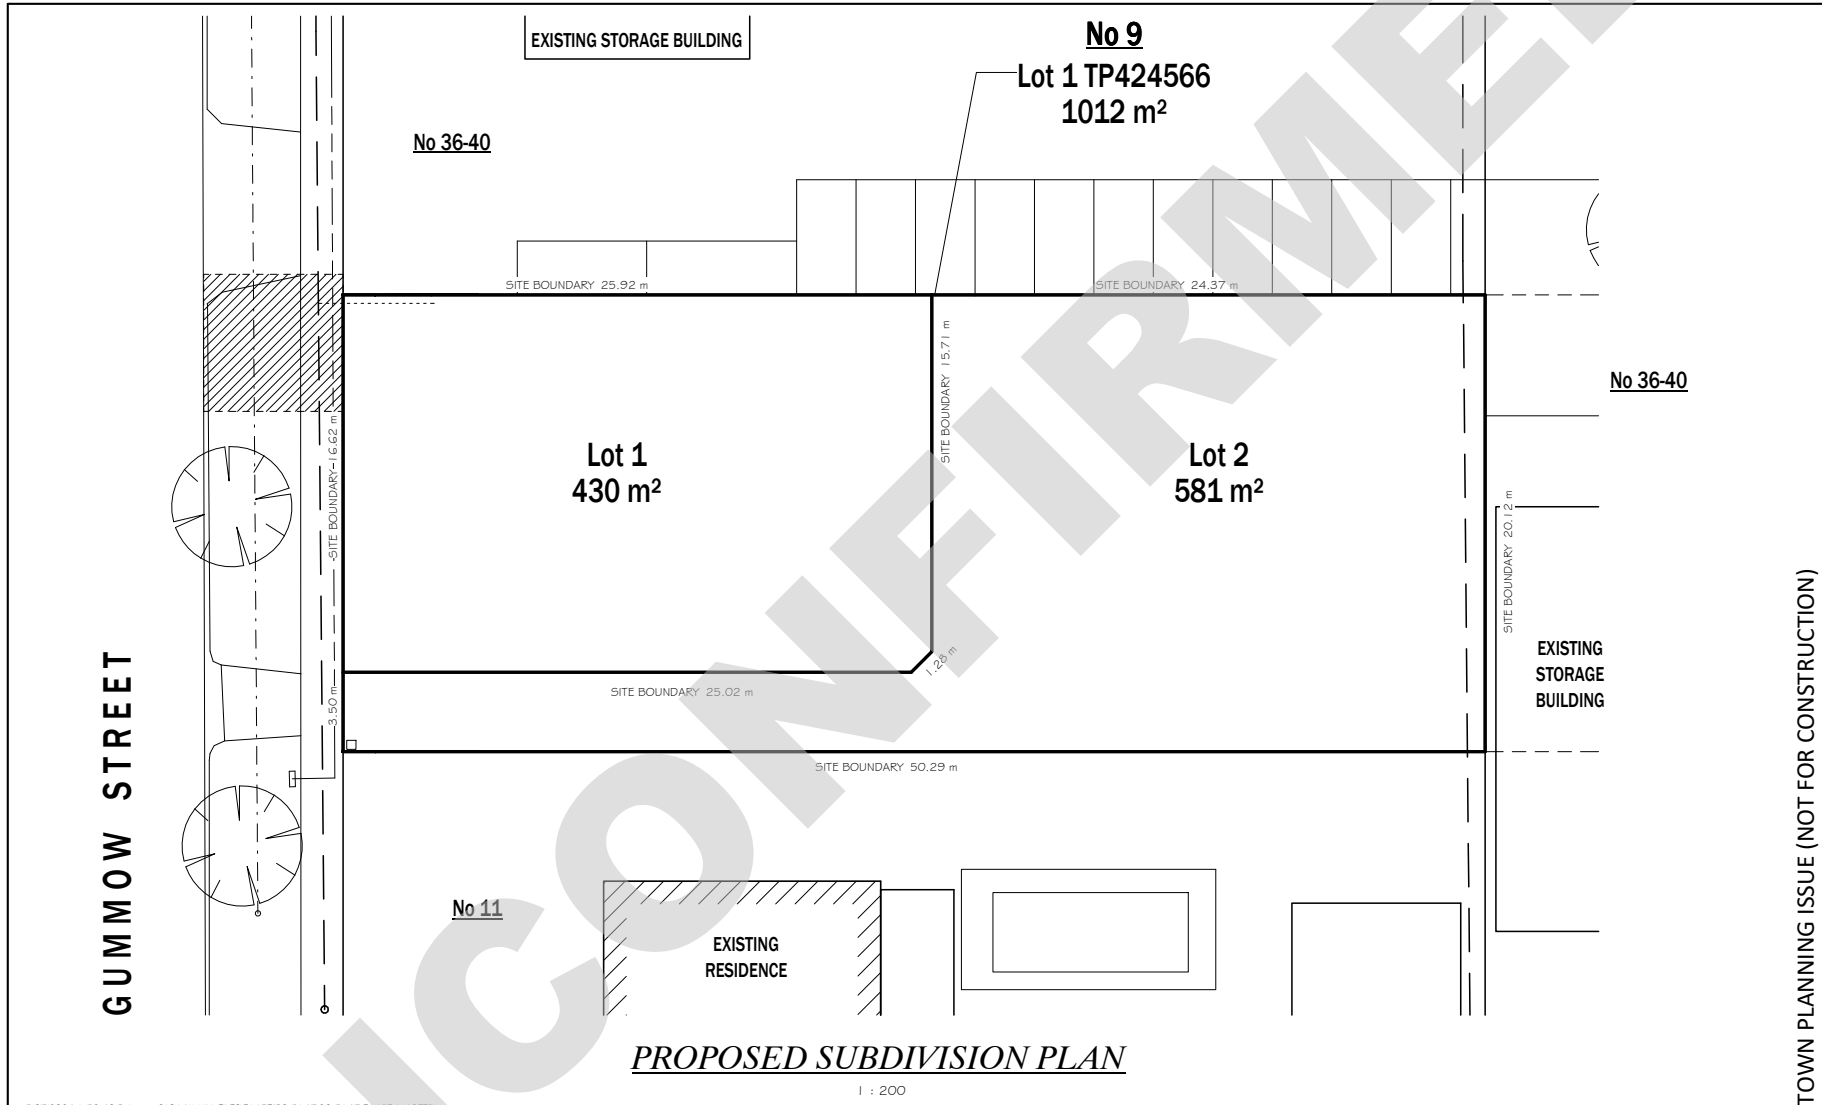 EXISTING STORAGE BUILDING
No 9
Lot 1 TP424566
1012 m²
No 36-40
SITE BOUNDARY 25.92 m
SITE BOUNDARY 24.37 m
SITE BOUNDARY 15.71 m
No 36-40
SITE BOUNDARY 16.62 m
Lot 1
430 m²
Lot 2
581 m²
SITE BOUNDARY 20.12 m
1.28 m
SITE BOUNDARY 25.02 m
3.50 m
EXISTING
STORAGE
BUILDING
SITE BOUNDARY 50.29 m
GUMMOW STREET
No 11
EXISTING
RESIDENCE
PROPOSED SUBDIVISION PLAN
1 : 200
TOWN PLANNING ISSUE (NOT FOR CONSTRUCTION)